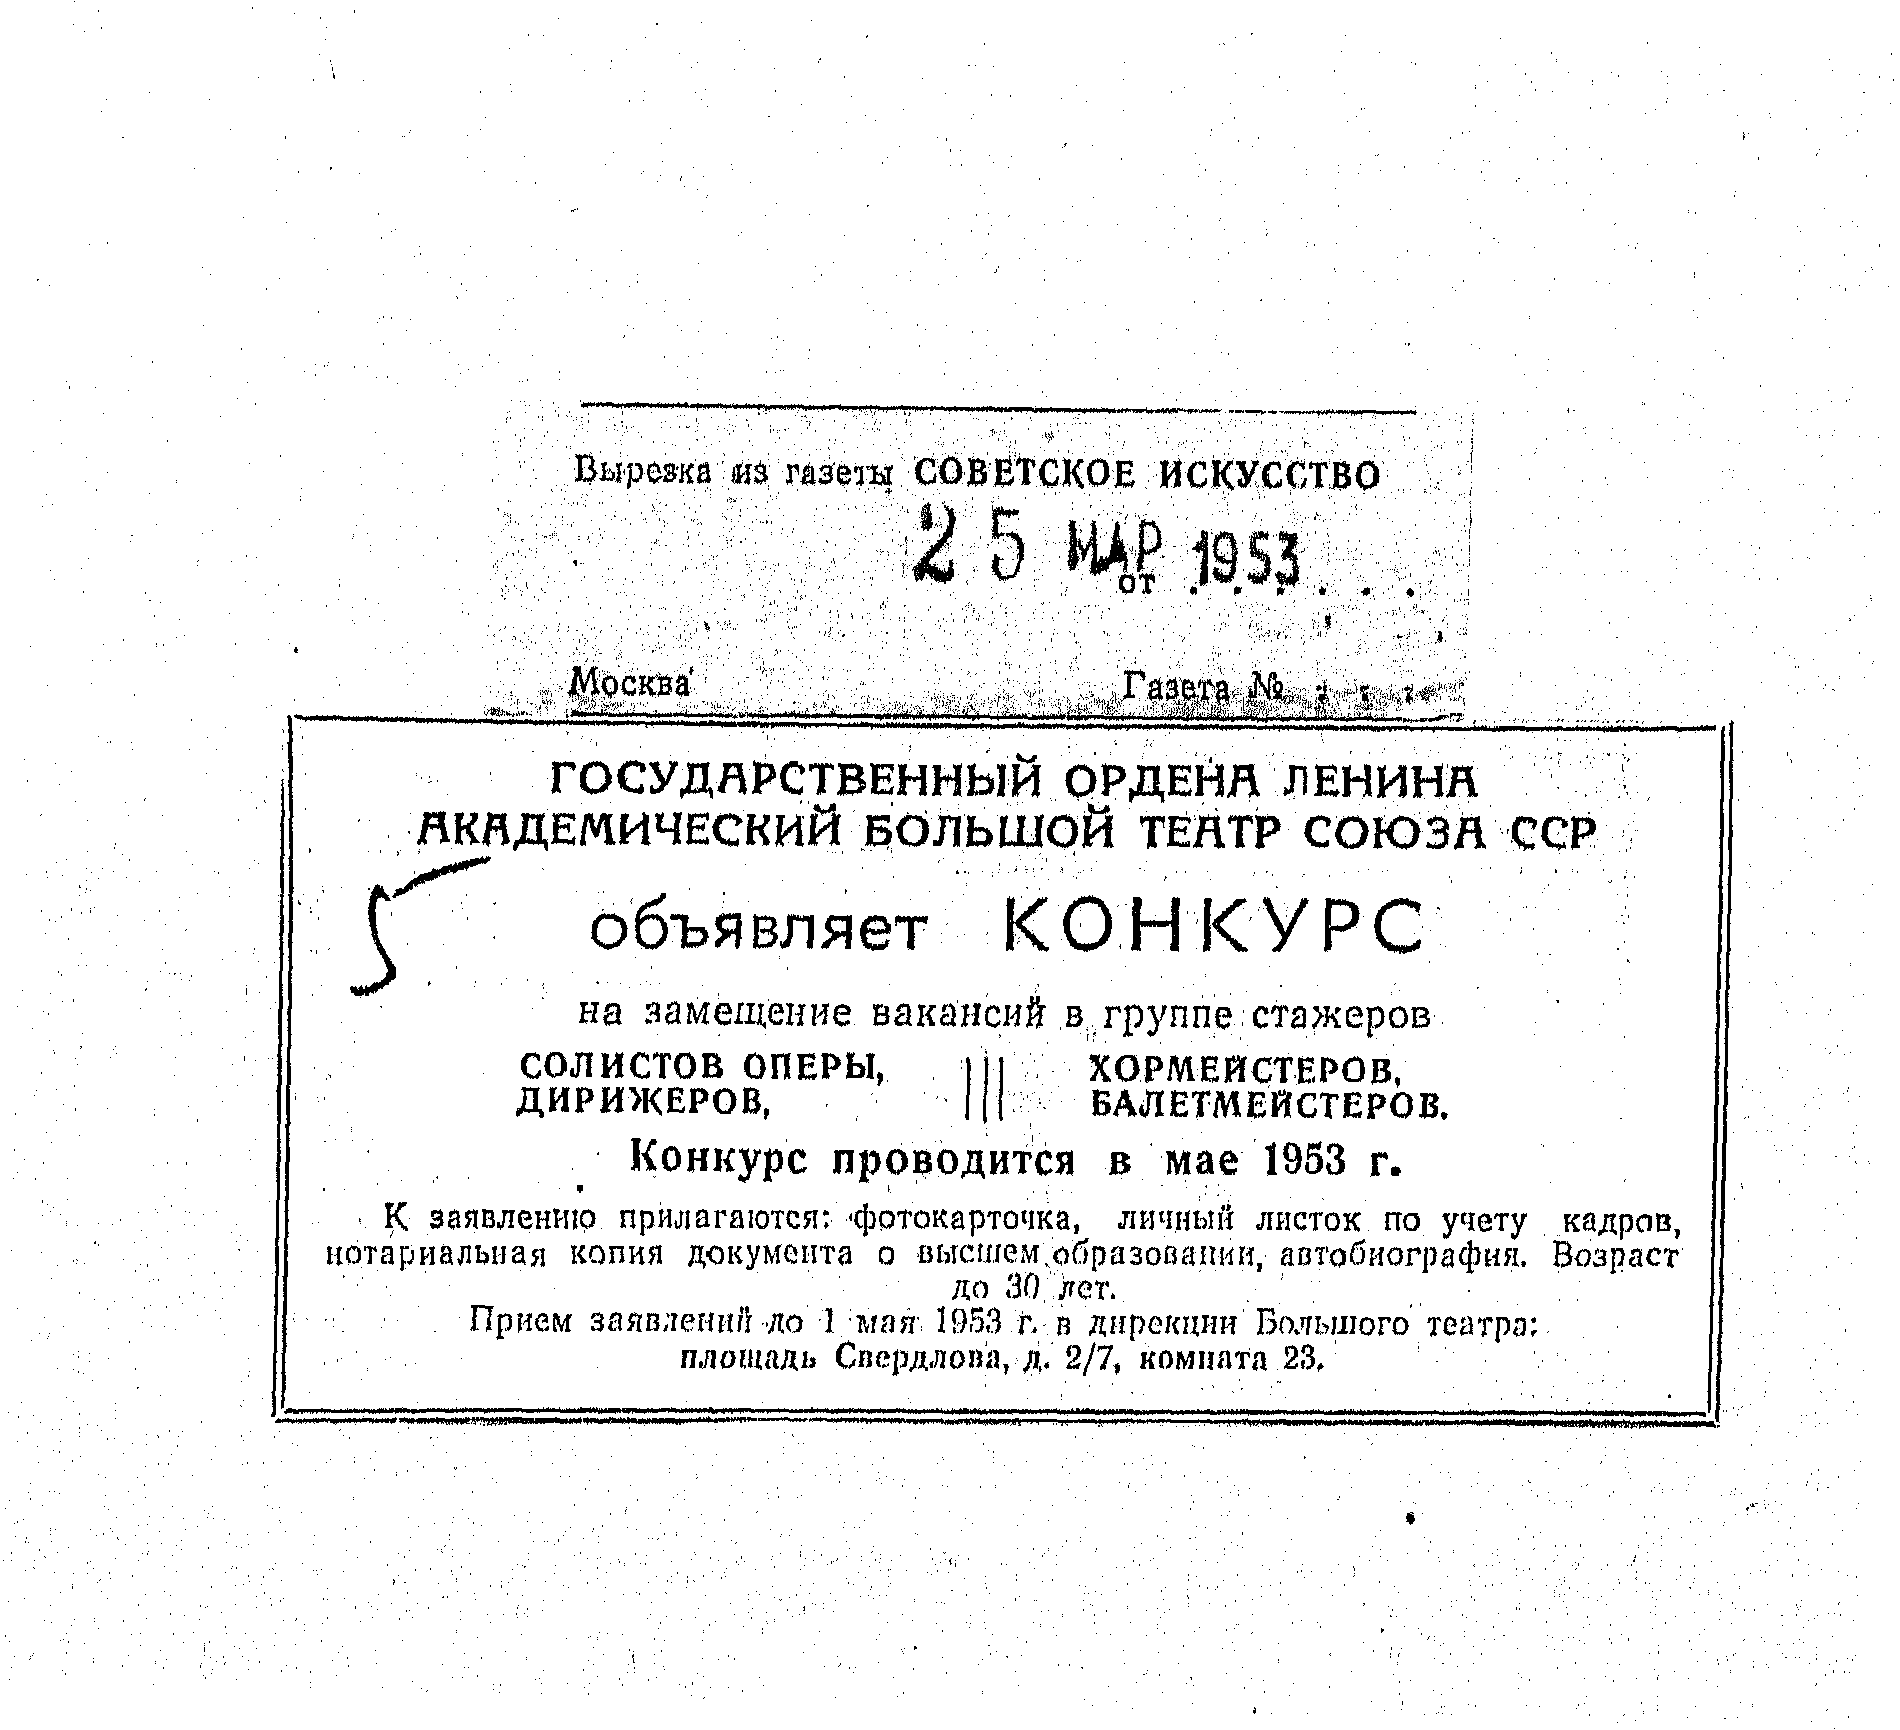 Вырезка из газеты СОВЕТСКОЕ ИСКУССТВО
25 МАР 1953
от . . . . . .
Москва Газета № . . .
ГОСУДАРСТВЕННЫЙ ОРДЕНА ЛЕНИНА
АКАДЕМИЧЕСКИЙ БОЛЬШОЙ ТЕАТР СОЮЗА ССР
5
объявляет КОНКУРС
на замещение вакансий в группе стажеров
СОЛИСТОВ ОПЕРЫ, ХОРМЕЙСТЕРОВ,
ДИРИЖЕРОВ, БАЛЕТМЕЙСТЕРОВ.
Конкурс проводится в мае 1953 г.
К заявлению прилагаются: фотокарточка, личный листок по учету кадров,
нотариальная копия документа о высшем образовании, автобиография. Возраст
до 30 лет.
Прием заявлений до 1 мая 1953 г. в дирекции Большого театра:
площадь Свердлова, д. 2/7, комната 23.